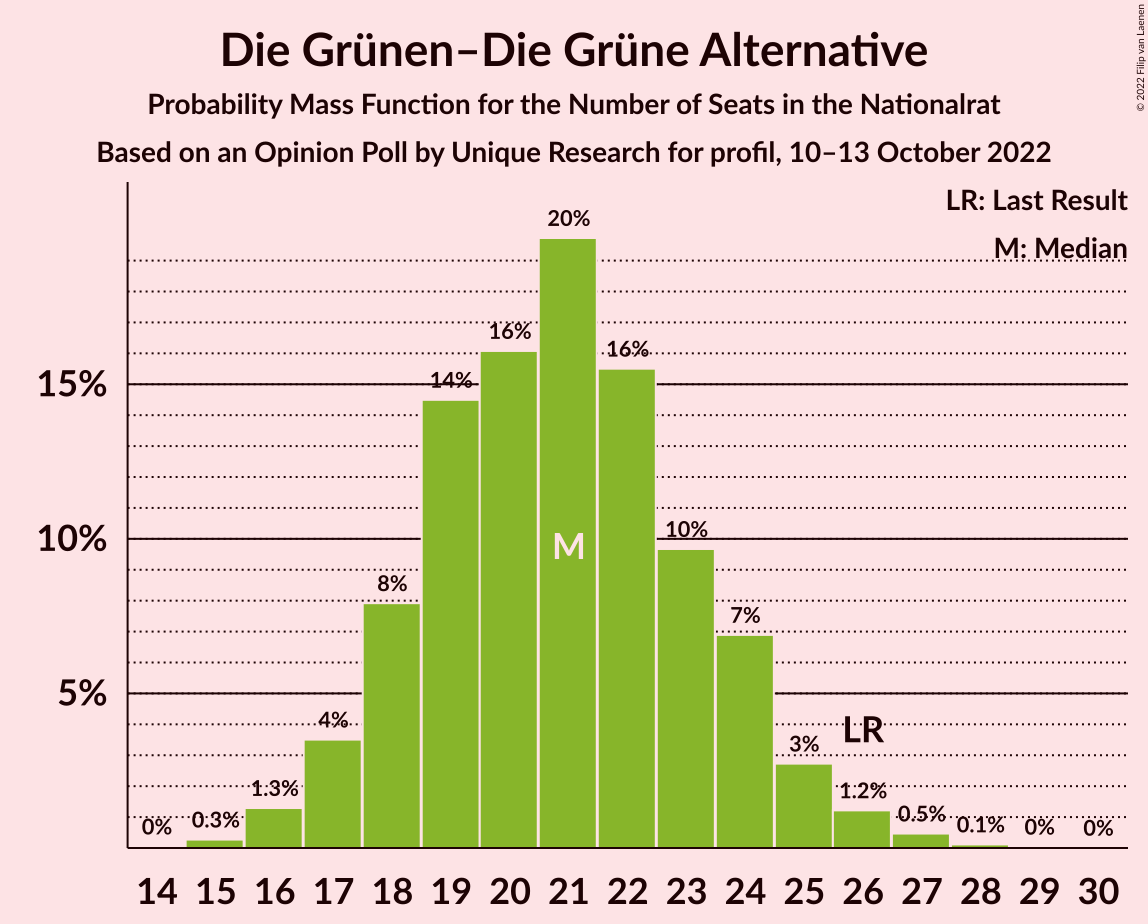 Die Grünen–Die Grüne Alternative
Probability Mass Function for the Number of Seats in the Nationalrat
Based on an Opinion Poll by Unique Research for profil, 10–13 October 2022
© 2022 Filip van Laenen
LR: Last Result
M: Median
15%
10%
5%
0%
0.3%
1.3%
4%
8%
14%
16%
20%
16%
10%
7%
3%
1.2%
0.5%
0.1%
0%
0%
M
LR
14 15 16 17 18 19 20 21 22 23 24 25 26 27 28 29 30